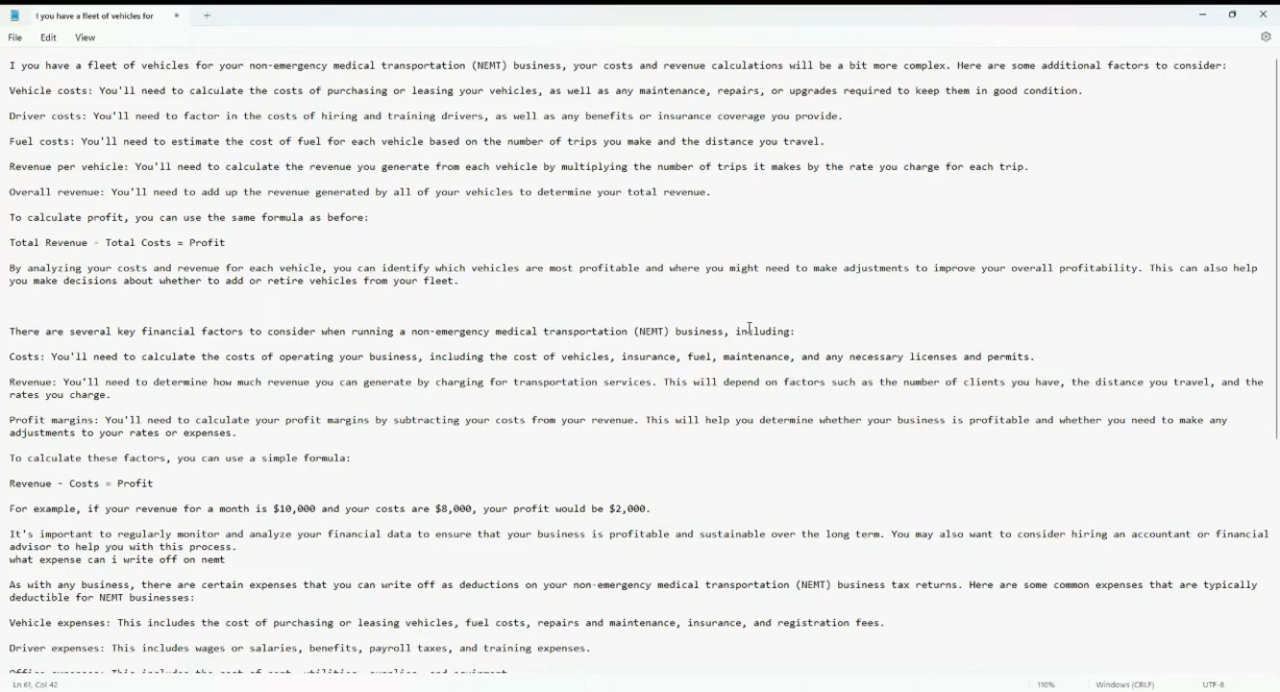 I you have a fleet of vehicles for
File Edit View
I you have a fleet of vehicles for your non-emergency medical transportation (NEMT) business, your costs and revenue calculations will be a bit more complex. Here are some additional factors to consider:
Vehicle costs: You'll need to calculate the costs of purchasing or leasing your vehicles, as well as any maintenance, repairs, or upgrades required to keep them in good condition.
Driver costs: You'll need to factor in the costs of hiring and training drivers, as well as any benefits or insurance coverage you provide.
Fuel costs: You'll need to estimate the cost of fuel for each vehicle based on the number of trips you make and the distance you travel.
Revenue per vehicle: You'll need to calculate the revenue you generate from each vehicle by multiplying the number of trips it makes by the rate you charge for each trip.
Overall revenue: You'll need to add up the revenue generated by all of your vehicles to determine your total revenue.
To calculate profit, you can use the same formula as before:
Total Revenue - Total Costs = Profit
By analyzing your costs and revenue for each vehicle, you can identify which vehicles are most profitable and where you might need to make adjustments to improve your overall profitability. This can also help
you make decisions about whether to add or retire vehicles from your fleet.
There are several key financial factors to consider when running a non-emergency medical transportation (NEMT) business, including:
Costs: You'll need to calculate the costs of operating your business, including the cost of vehicles, insurance, fuel, maintenance, and any necessary licenses and permits.
Revenue: You'll need to determine how much revenue you can generate by charging for transportation services. This will depend on factors such as the number of clients you have, the distance you travel, and the
rates you charge.
Profit margins: You'll need to calculate your profit margins by subtracting your costs from your revenue. This will help you determine whether your business is profitable and whether you need to make any
adjustments to your rates or expenses.
To calculate these factors, you can use a simple formula:
Revenue - Costs = Profit
For example, if your revenue for a month is $10,000 and your costs are $8,000, your profit would be $2,000.
It's important to regularly monitor and analyze your financial data to ensure that your business is profitable and sustainable over the long term. You may also want to consider hiring an accountant or financial
advisor to help you with this process.
what expense can i write off on nemt
As with any business, there are certain expenses that you can write off as deductions on your non-emergency medical transportation (NEMT) business tax returns. Here are some common expenses that are typically
deductible for NEMT businesses:
Vehicle expenses: This includes the cost of purchasing or leasing vehicles, fuel costs, repairs and maintenance, insurance, and registration fees.
Driver expenses: This includes wages or salaries, benefits, payroll taxes, and training expenses.
Office expenses: This includes the cost of rent, utilities, supplies, and equipment.
Ln 61, Col 42 110% Windows (CRLF) UTF-8